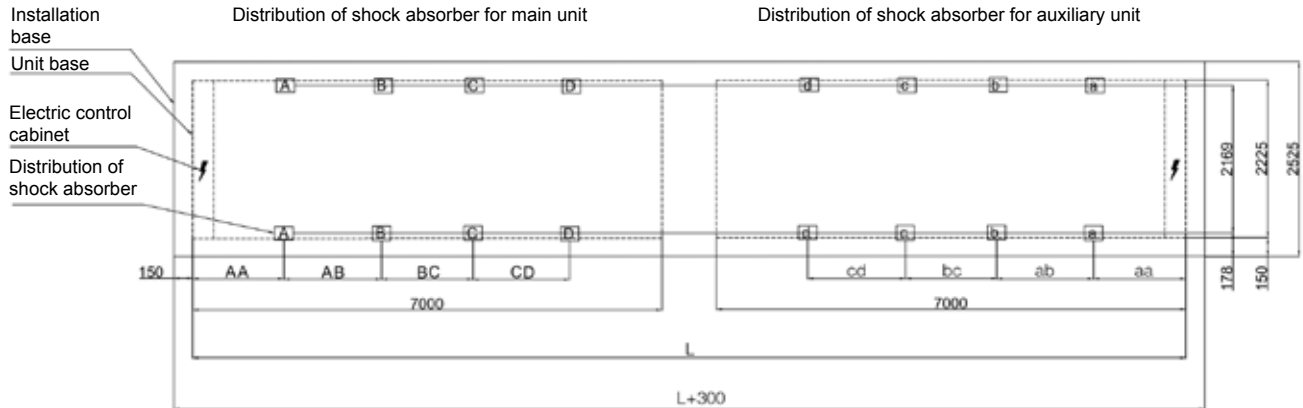 Installation
base
Distribution of shock absorber for main unit
Distribution of shock absorber for auxiliary unit
Unit base
Electric control
cabinet
Distribution of
shock absorber
A B C D
d c b a
A B C D
d c b a
2169
2225
2525
150
AA AB BC CD
cd bc ab aa
178
150
7000
7000
L
L+300